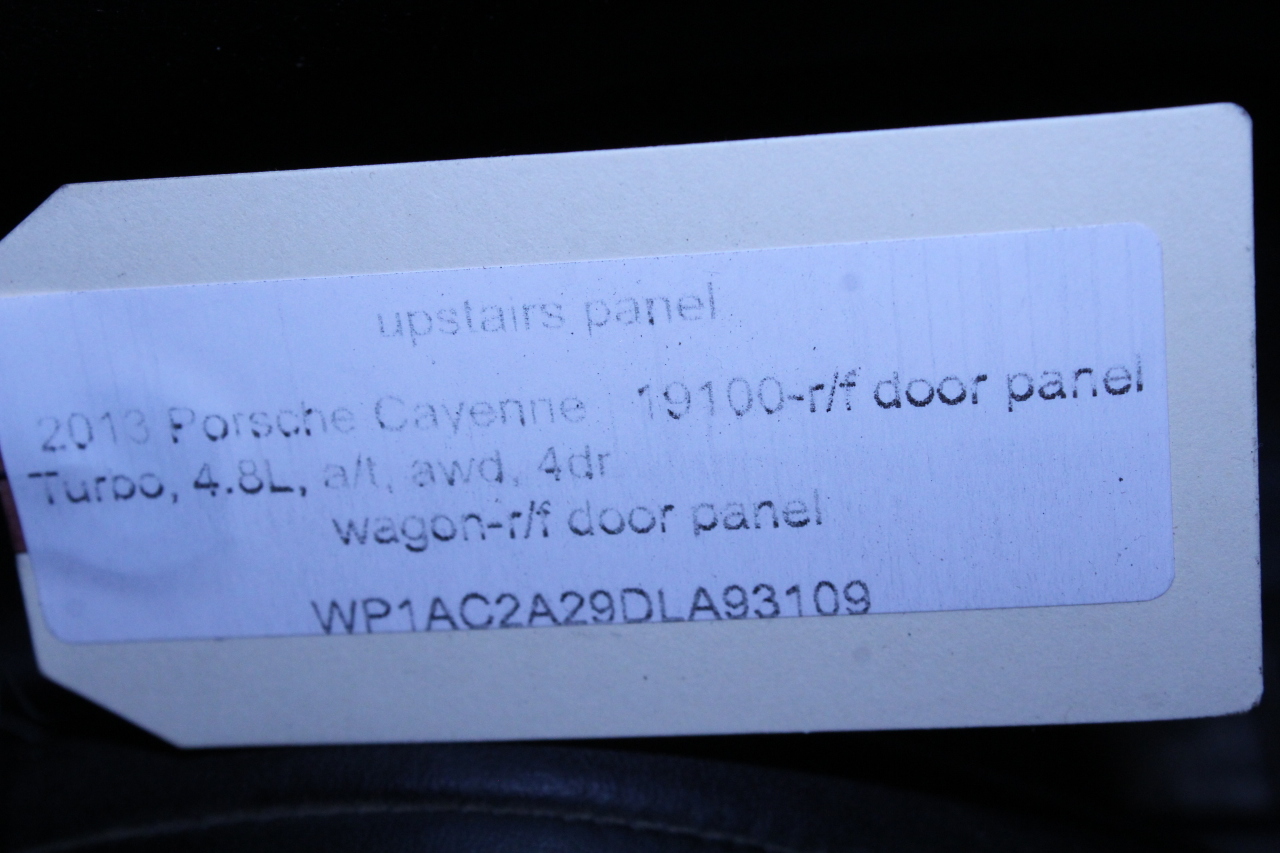 upstairs panel
2013 Porsche Cayenne 19100-r/f door panel
Turbo, 4.8L, a/t, awd, 4dr
wagon-r/f door panel
WP1AC2A29DLA93109